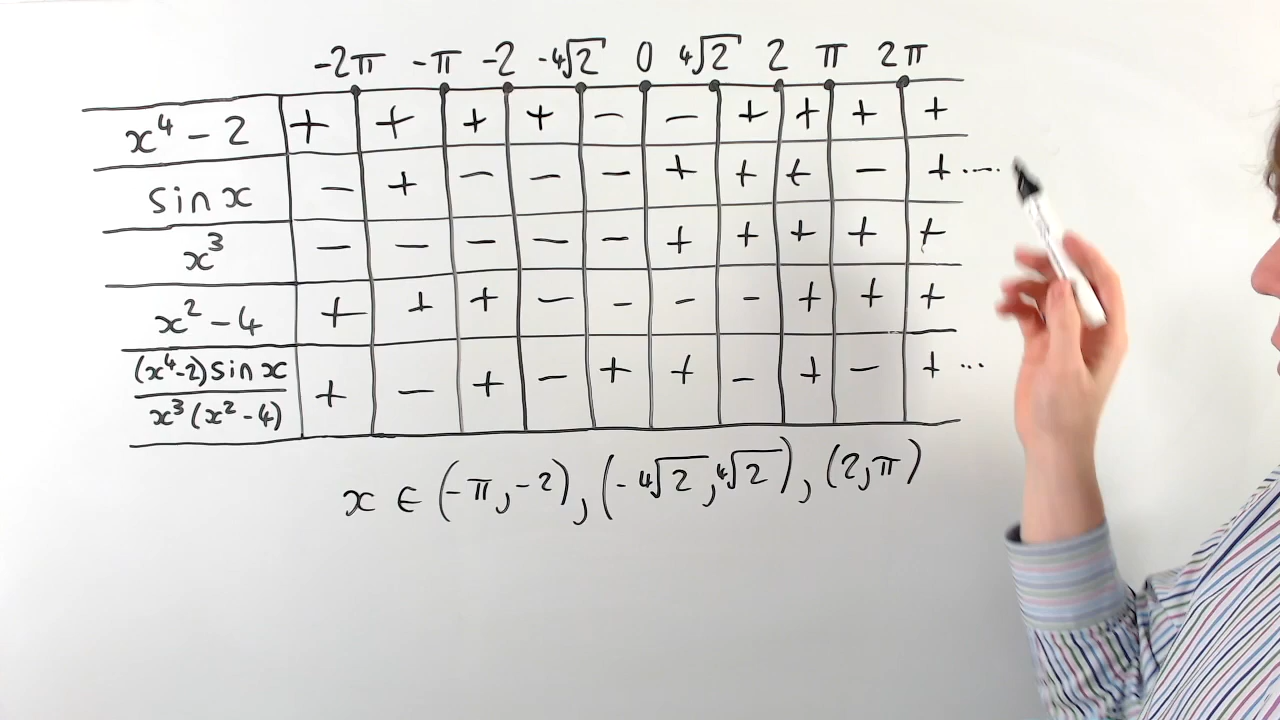 -2π -π -2 -⁴√2 0 ⁴√2 2 π 2π
x⁴ - 2 + + + + - - + + + +
sin x - + - - - + + + - + ....
x³ - - - - - + + + + +
x² - 4 + + + - - - - + + +
(x⁴-2) sin x
x³ (x² - 4) + - + - + + - + - + ...
x ∈ (-π, -2), (-⁴√2, ⁴√2), (2, π)